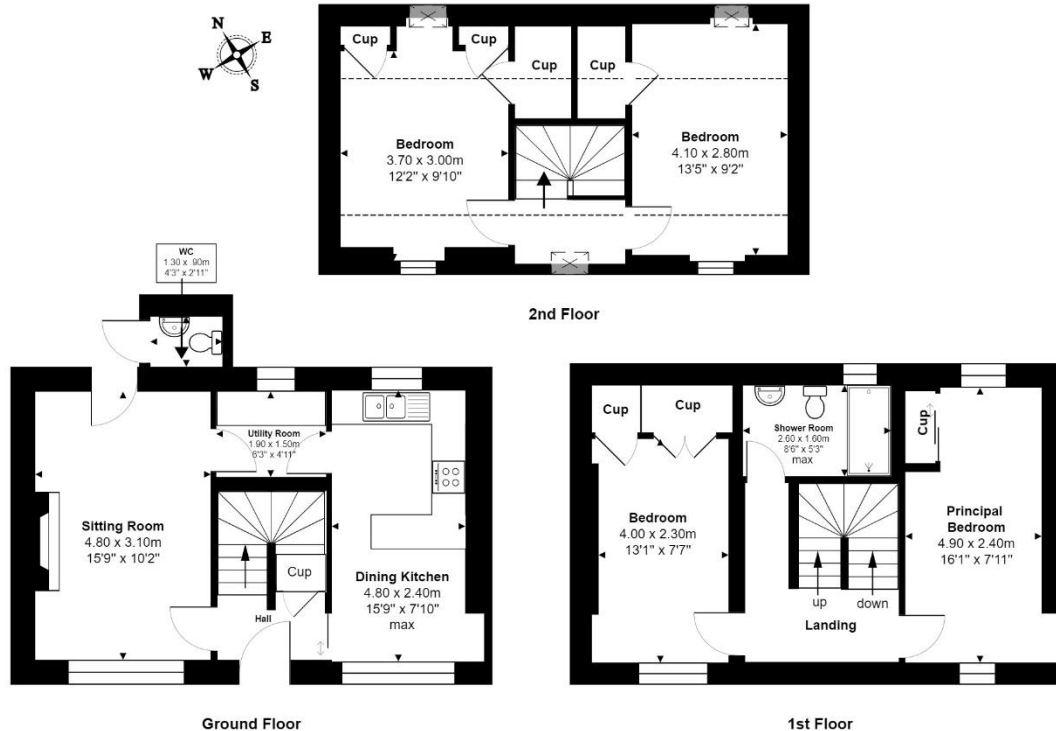 N
E
W
S
Cup
Cup
Cup
Cup
Bedroom
3.70 x 3.00m
12'2" x 9'10"
Bedroom
4.10 x 2.80m
13'5" x 9'2"
2nd Floor
WC
1.30 x .90m
4'3" x 2'11"
Utility Room
1.90 x 1.50m
6'3" x 4'11"
Sitting Room
4.80 x 3.10m
15'9" x 10'2"
Cup
Hall
Dining Kitchen
4.80 x 2.40m
15'9" x 7'10"
max
Ground Floor
Cup
Cup
Shower Room
2.60 x 1.60m
8'6" x 5'3"
max
Cup
Bedroom
4.00 x 2.30m
13'1" x 7'7"
Principal
Bedroom
4.90 x 2.40m
16'1" x 7'11"
up
down
Landing
1st Floor